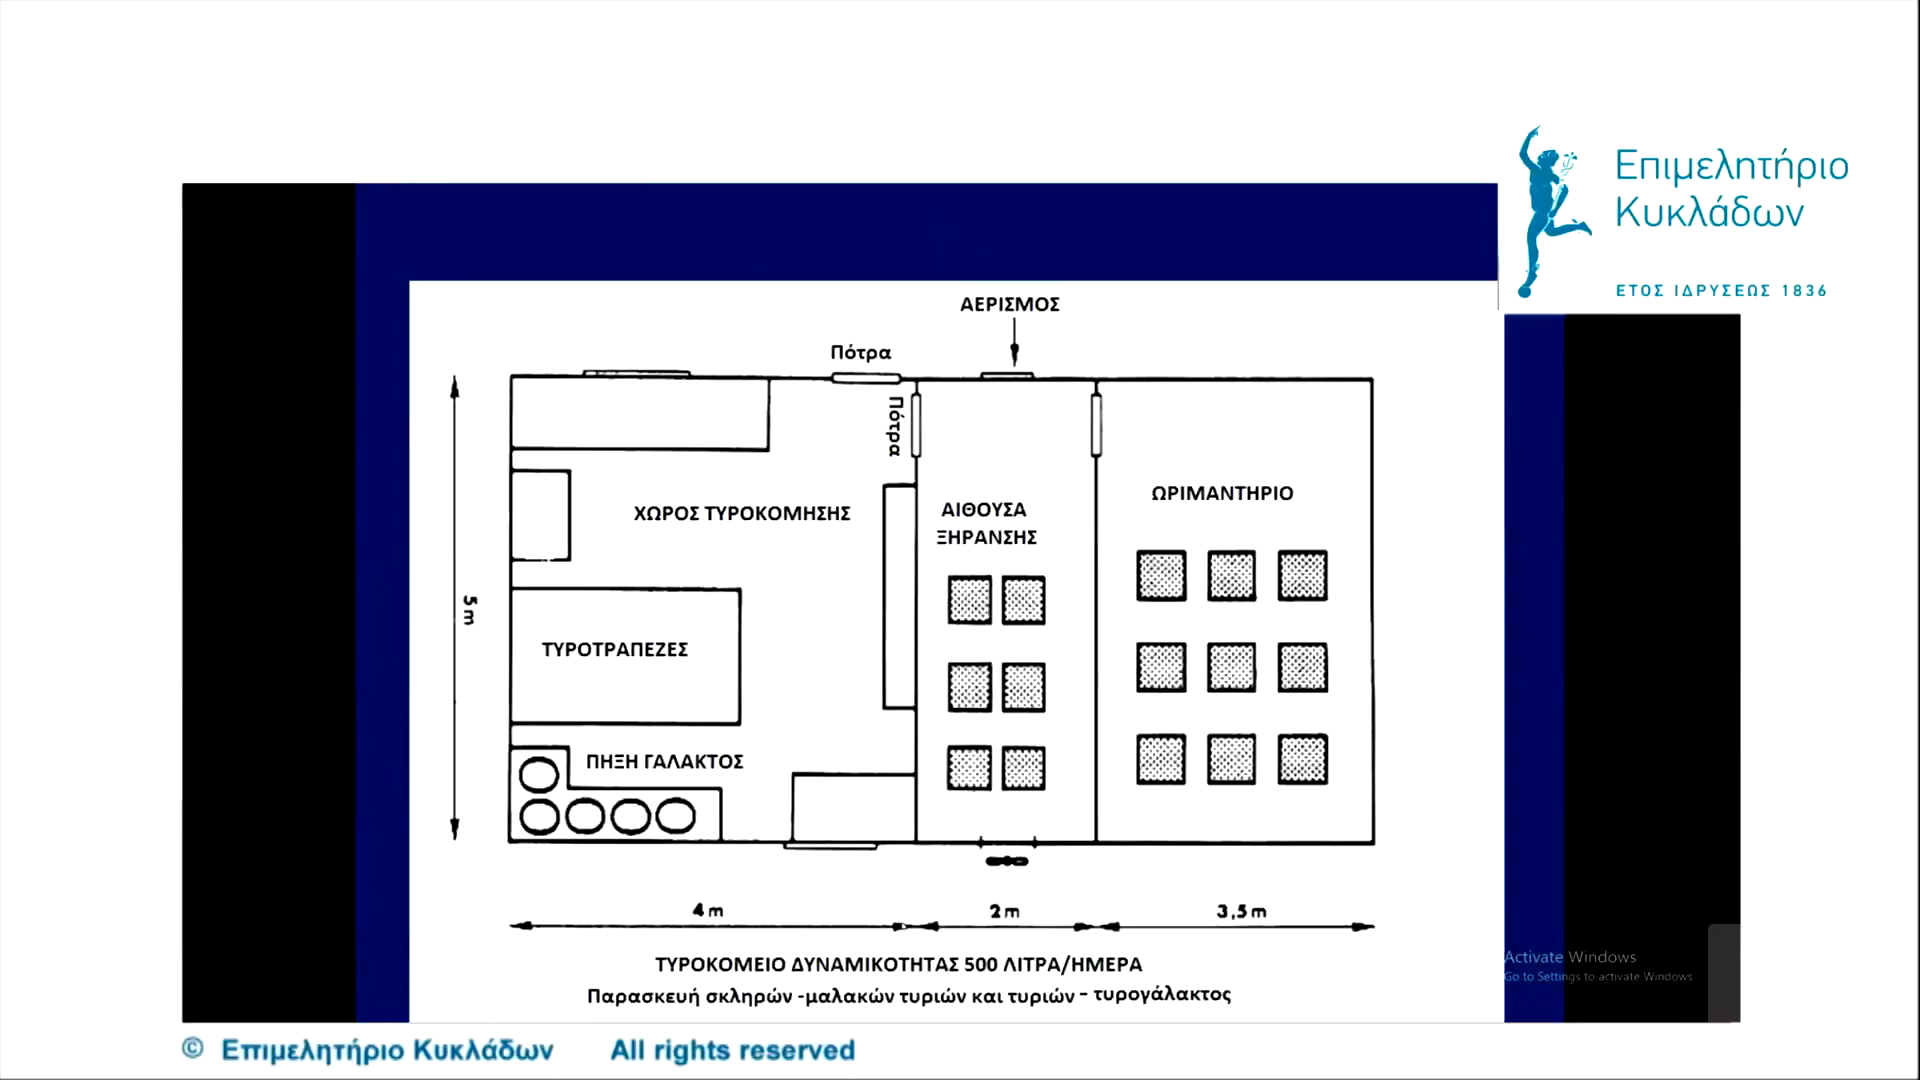 Επιμελητήριο
Κυκλάδων
ΕΤΟΣ ΙΔΡΥΣΕΩΣ 1836
ΑΕΡΙΣΜΟΣ
Πότρα
Πότρα
ΧΩΡΟΣ ΤΥΡΟΚΟΜΗΣΗΣ
ΑΙΘΟΥΣΑ
ΞΗΡΑΝΣΗΣ
ΩΡΙΜΑΝΤΗΡΙΟ
5m
ΤΥΡΟΤΡΑΠΕΖΕΣ
ΠΗΞΗ ΓΑΛΑΚΤΟΣ
4m
2m
3,5m
ΤΥΡΟΚΟΜΕΙΟ ΔΥΝΑΜΙΚΟΤΗΤΑΣ 500 ΛΙΤΡΑ/ΗΜΕΡΑ
Παρασκευή σκληρών -μαλακών τυριών και τυριών - τυρογάλακτος
Activate Windows
Go to Settings to activate Windows
© Επιμελητήριο Κυκλάδων All rights reserved